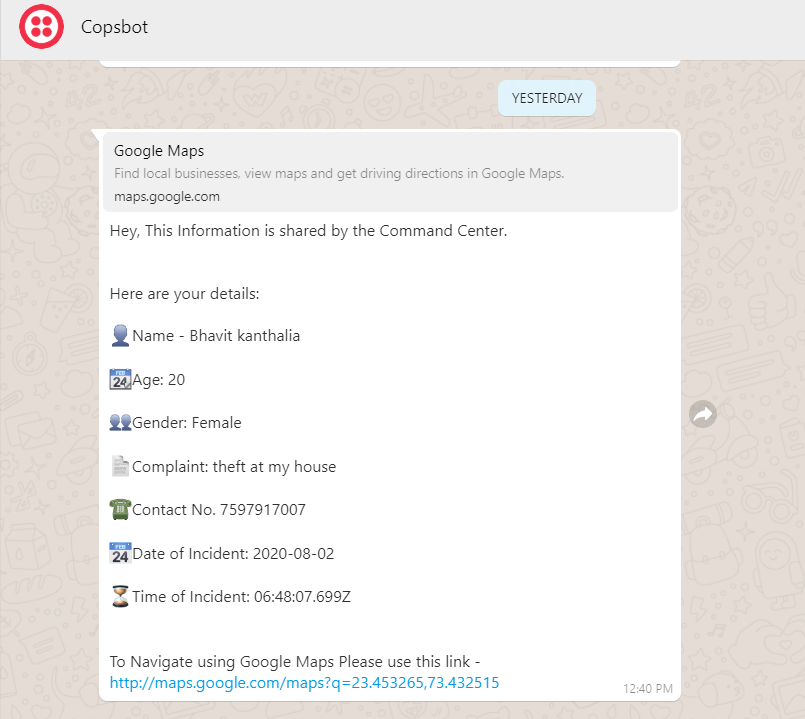 Copsbot
YESTERDAY
Google Maps
Find local businesses, view maps and get driving directions in Google Maps.
maps.google.com
Hey, This Information is shared by the Command Center.
Here are your details:
👤Name - Bhavit kanthalia
📅Age: 20
👥Gender: Female
📄Complaint: theft at my house
☎Contact No. 7597917007
📅Date of Incident: 2020-08-02
⏳Time of Incident: 06:48:07.699Z
To Navigate using Google Maps Please use this link -
http://maps.google.com/maps?q=23.453265,73.432515
12:40 PM